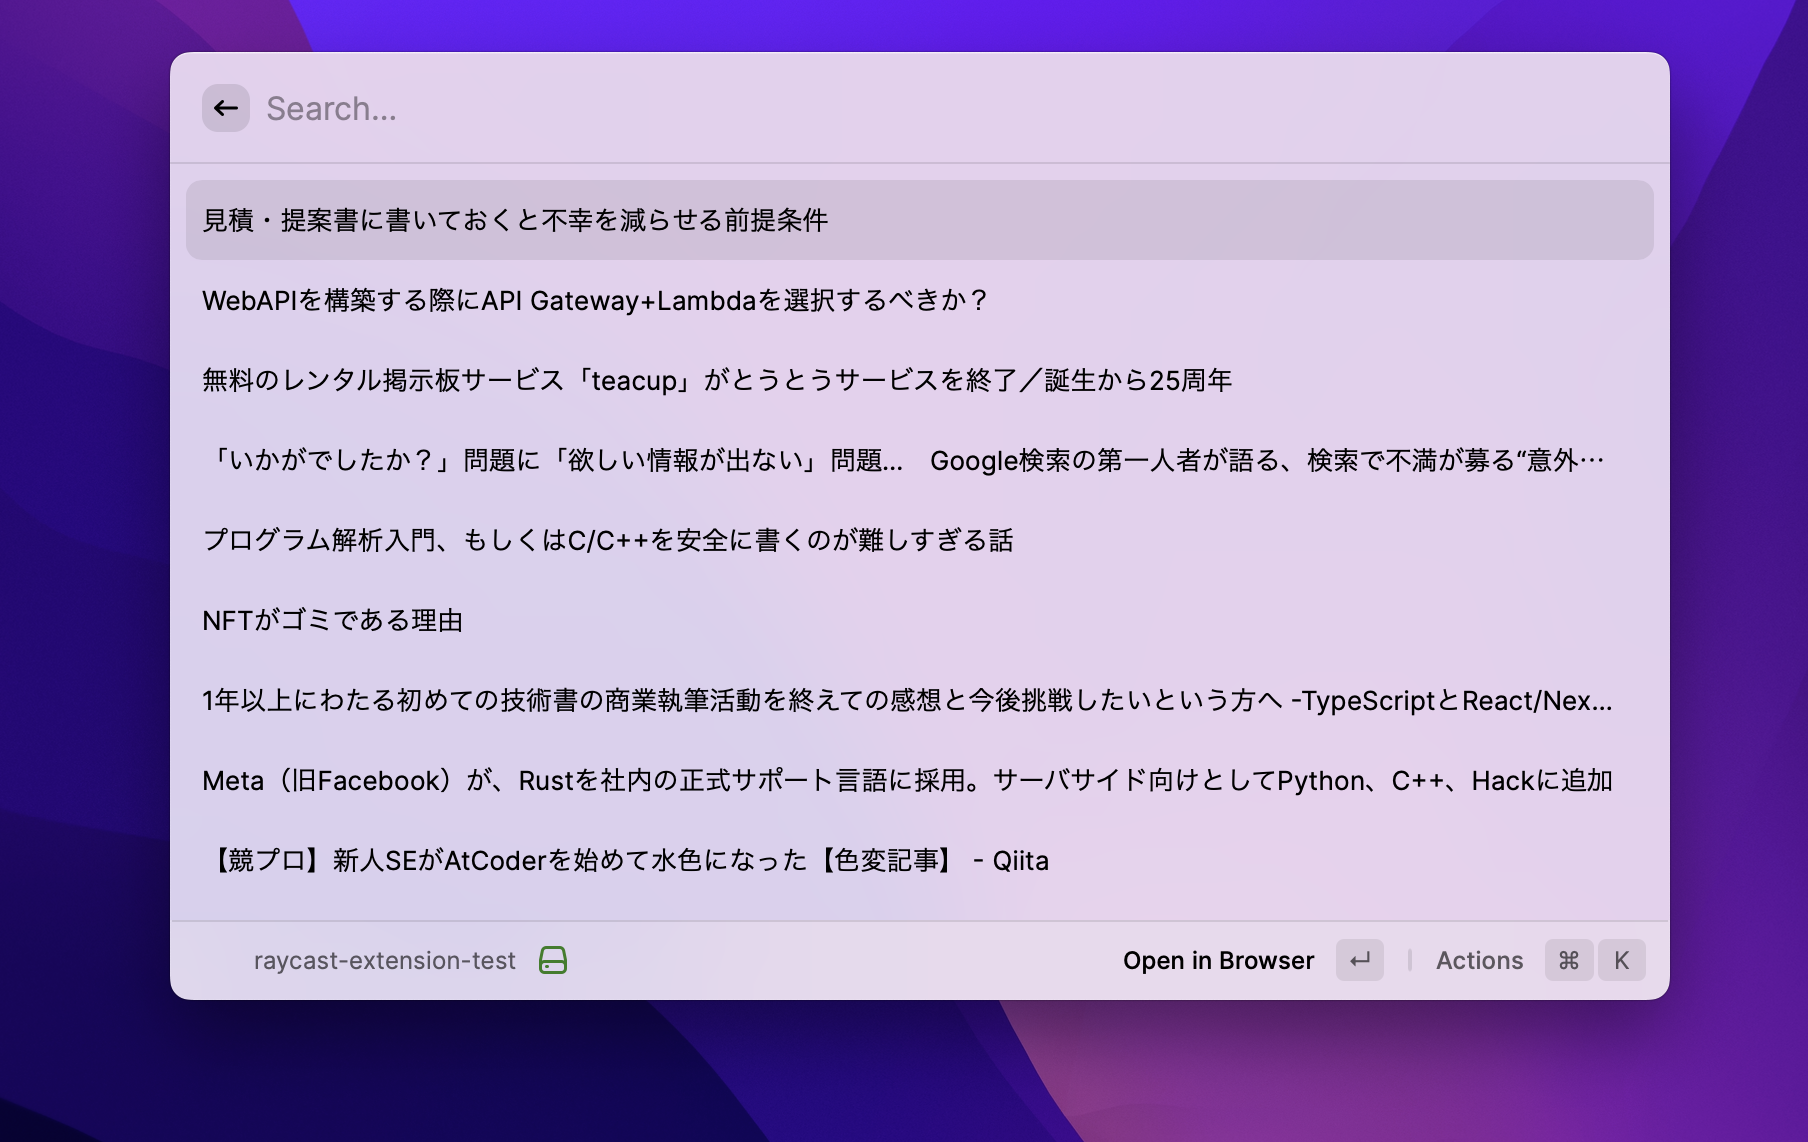 Search...
見積・提案書に書いておくと不幸を減らせる前提条件
WebAPIを構築する際にAPI Gateway+Lambdaを選択するべきか？
無料のレンタル掲示板サービス「teacup」がとうとうサービスを終了／誕生から25周年
「いかがでしたか？」問題に「欲しい情報が出ない」問題…　Google検索の第一人者が語る、検索で不満が募る“意外…
プログラム解析入門、もしくはC/C++を安全に書くのが難しすぎる話
NFTがゴミである理由
1年以上にわたる初めての技術書の商業執筆活動を終えての感想と今後挑戦したいという方へ -TypeScriptとReact/Nex...
Meta（旧Facebook）が、Rustを社内の正式サポート言語に採用。サーバサイド向けとしてPython、C++、Hackに追加
【競プロ】新人SEがAtCoderを始めて水色になった【色変記事】 - Qiita
raycast-extension-test Open in Browser ↵ | Actions ⌘ K